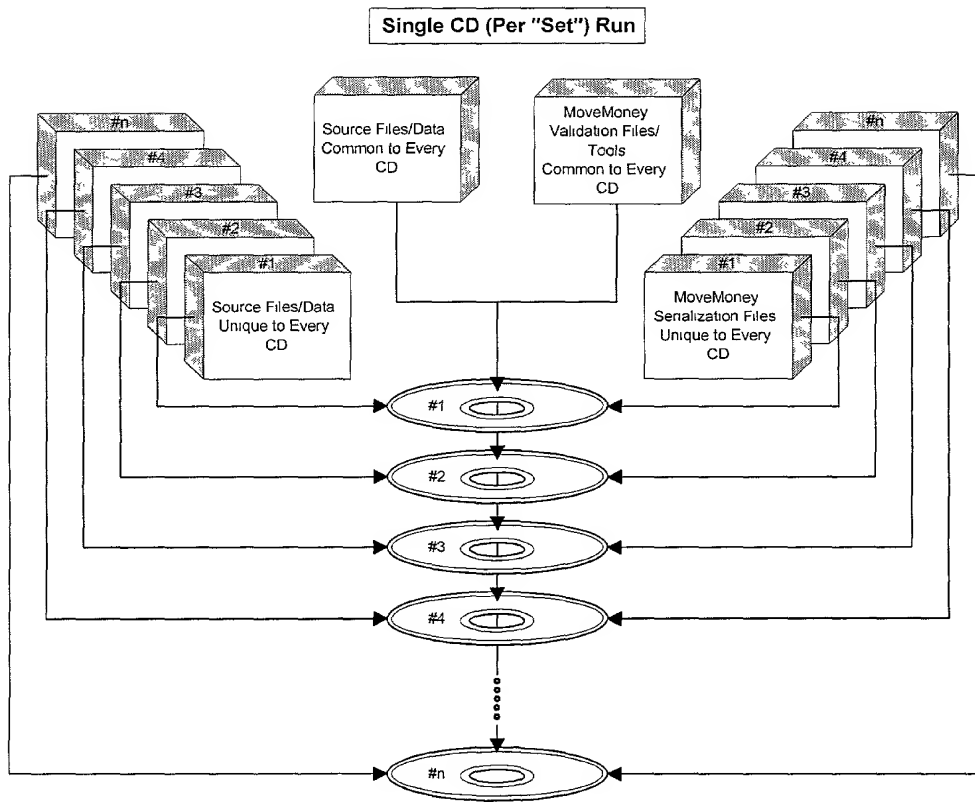 Single CD (Per "Set") Run
#n
#4
#3
#2
#1
Source Files/Data
Unique to Every
CD
Source Files/Data
Common to Every
CD
MoveMoney
Validation Files/
Tools
Common to Every
CD
#n
#4
#3
#2
#1
MoveMoney
Serialization Files
Unique to Every
CD
#1
#2
#3
#4
#n